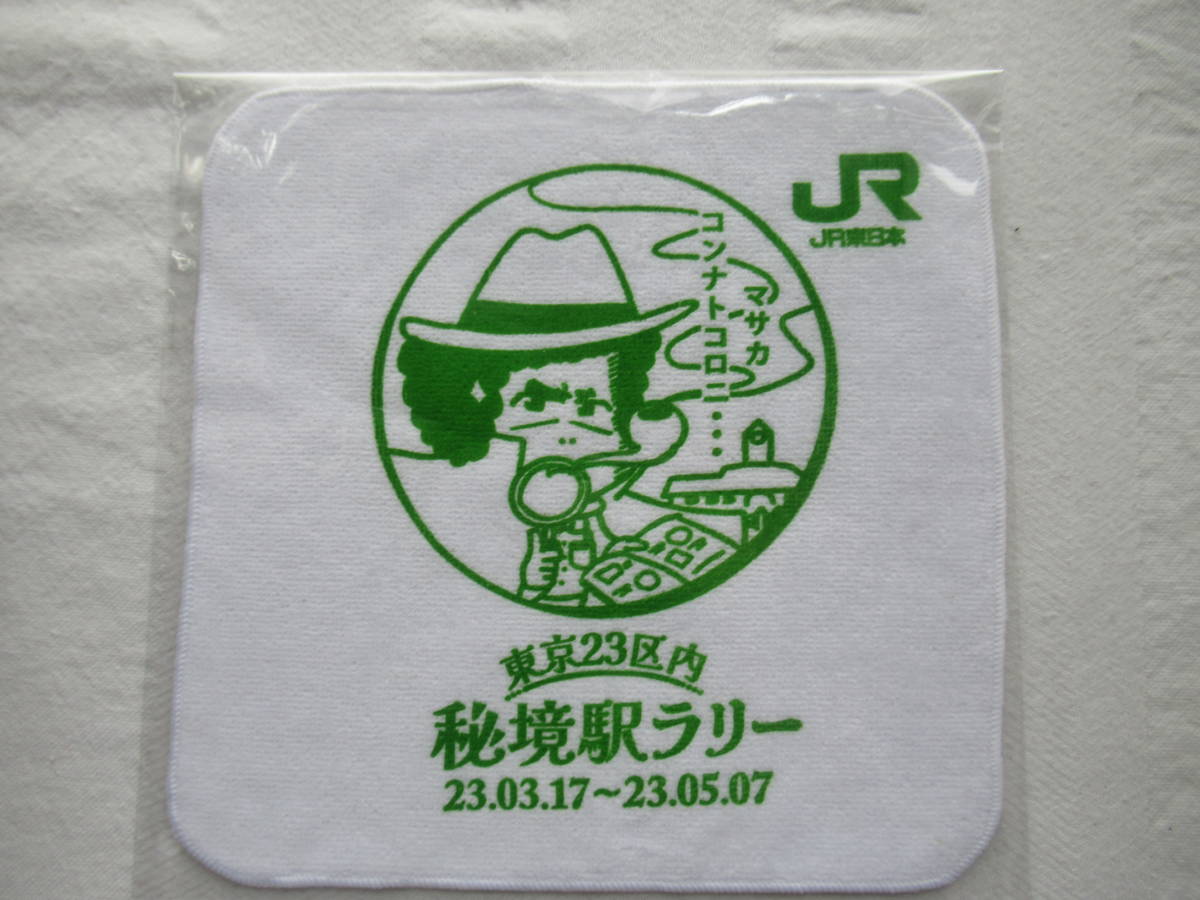 JR
JR東日本
マサカ
コンナトコロニ・・・・
東京23区内
秘境駅ラリー
23.03.17～23.05.07